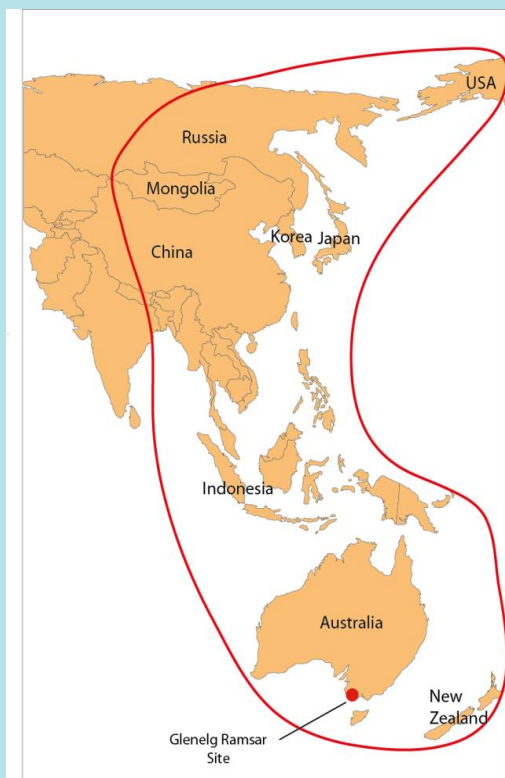 USA
Russia
Mongolia
Korea Japan
China
Indonesia
Australia
New
Zealand
Glenelg Ramsar
Site